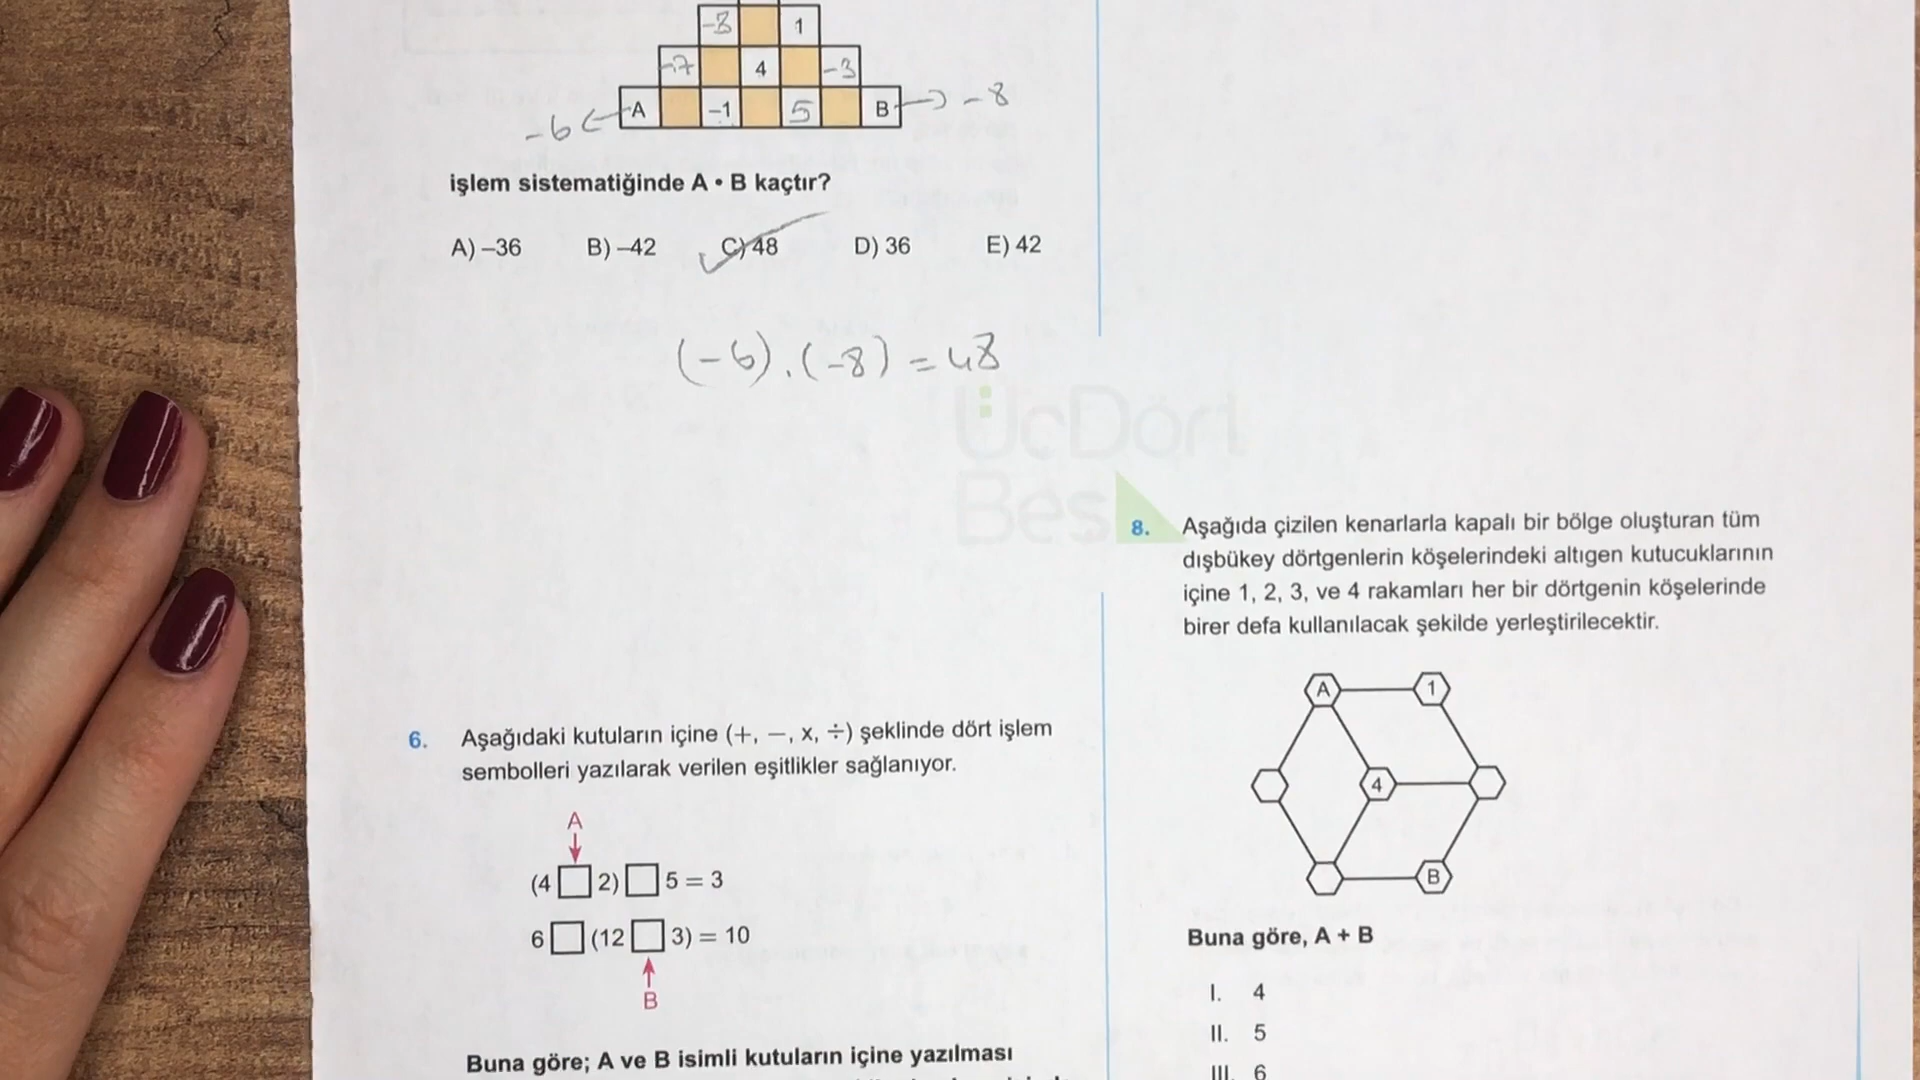 -8 1
-7 4 -3
-6 A -1 5 B -8
işlem sistematiğinde A • B kaçtır?
A) –36 B) –42 C) 48 D) 36 E) 42
(-6).(-8) = 48
ÜcDört
Bes
6. Aşağıdaki kutuların içine (+, −, x, ÷) şeklinde dört işlem
sembolleri yazılarak verilen eşitlikler sağlanıyor.
A
(4 □ 2) □ 5 = 3
6 □ (12 □ 3) = 10
B
Buna göre; A ve B isimli kutuların içine yazılması
8. Aşağıda çizilen kenarlarla kapalı bir bölge oluşturan tüm
dışbükey dörtgenlerin köşelerindeki altıgen kutucuklarının
içine 1, 2, 3, ve 4 rakamları her bir dörtgenin köşelerinde
birer defa kullanılacak şekilde yerleştirilecektir.
A 1
4
B
Buna göre, A + B
I. 4
II. 5
III. 6